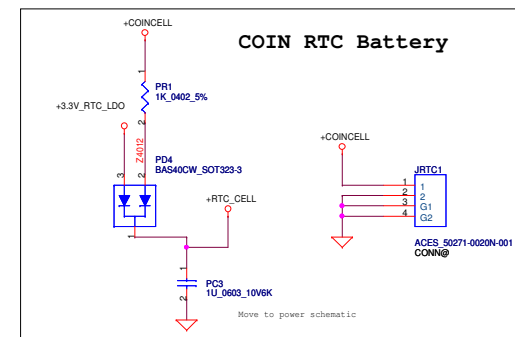 +COINCELL
COIN RTC Battery
1
PR1
1K_0402_5%
2
+3.3V_RTC_LDO
Z4012
PD4
BAS40CW_SOT323-3
3
2
1
+RTC_CELL
1
PC3
1U_0603_10V6K
2
Move to power schematic
+COINCELL
JRTC1
1
2
3
4
1
2
G1
G2
ACES_50271-0020N-001
CONN@